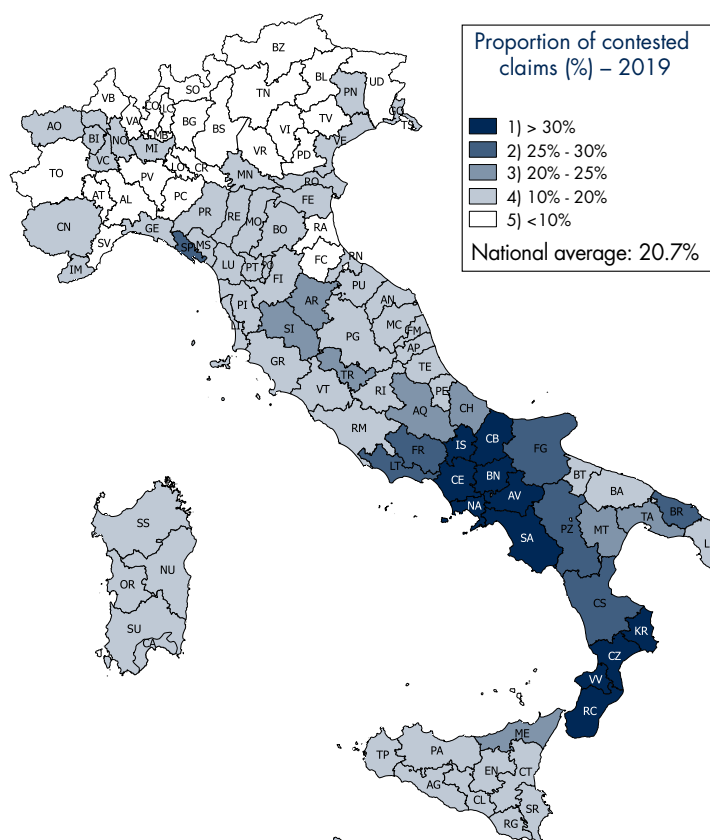 Proportion of contested
claims (%) – 2019
1) > 30%
2) 25% - 30%
3) 20% - 25%
4) 10% - 20%
5) <10%
National average: 20.7%
BZ
BL
UD
SO
TN
PN
VB
CO
LC
GO
TS
VA
BG
BS
TV
AO
BI
NO
MB
VI
VE
MI
VR
PD
VC
LO
CR
TO
PV
MN
RO
AT
AL
PC
FE
PR
RE
MO
CN
GE
BO
RA
SV
SP
MS
FC
RN
IM
LU
PT
PO
FI
PU
AR
AN
PI
MC
FM
LI
SI
PG
AP
GR
TR
TE
VT
RI
PE
AQ
CH
RM
CB
IS
FR
FG
LT
CE
BN
BT
AV
BA
NA
BR
SS
TA
PZ
MT
SA
L
NU
OR
CS
SU
KR
CA
CZ
VV
RC
ME
TP
PA
EN
CT
AG
CL
SR
RG